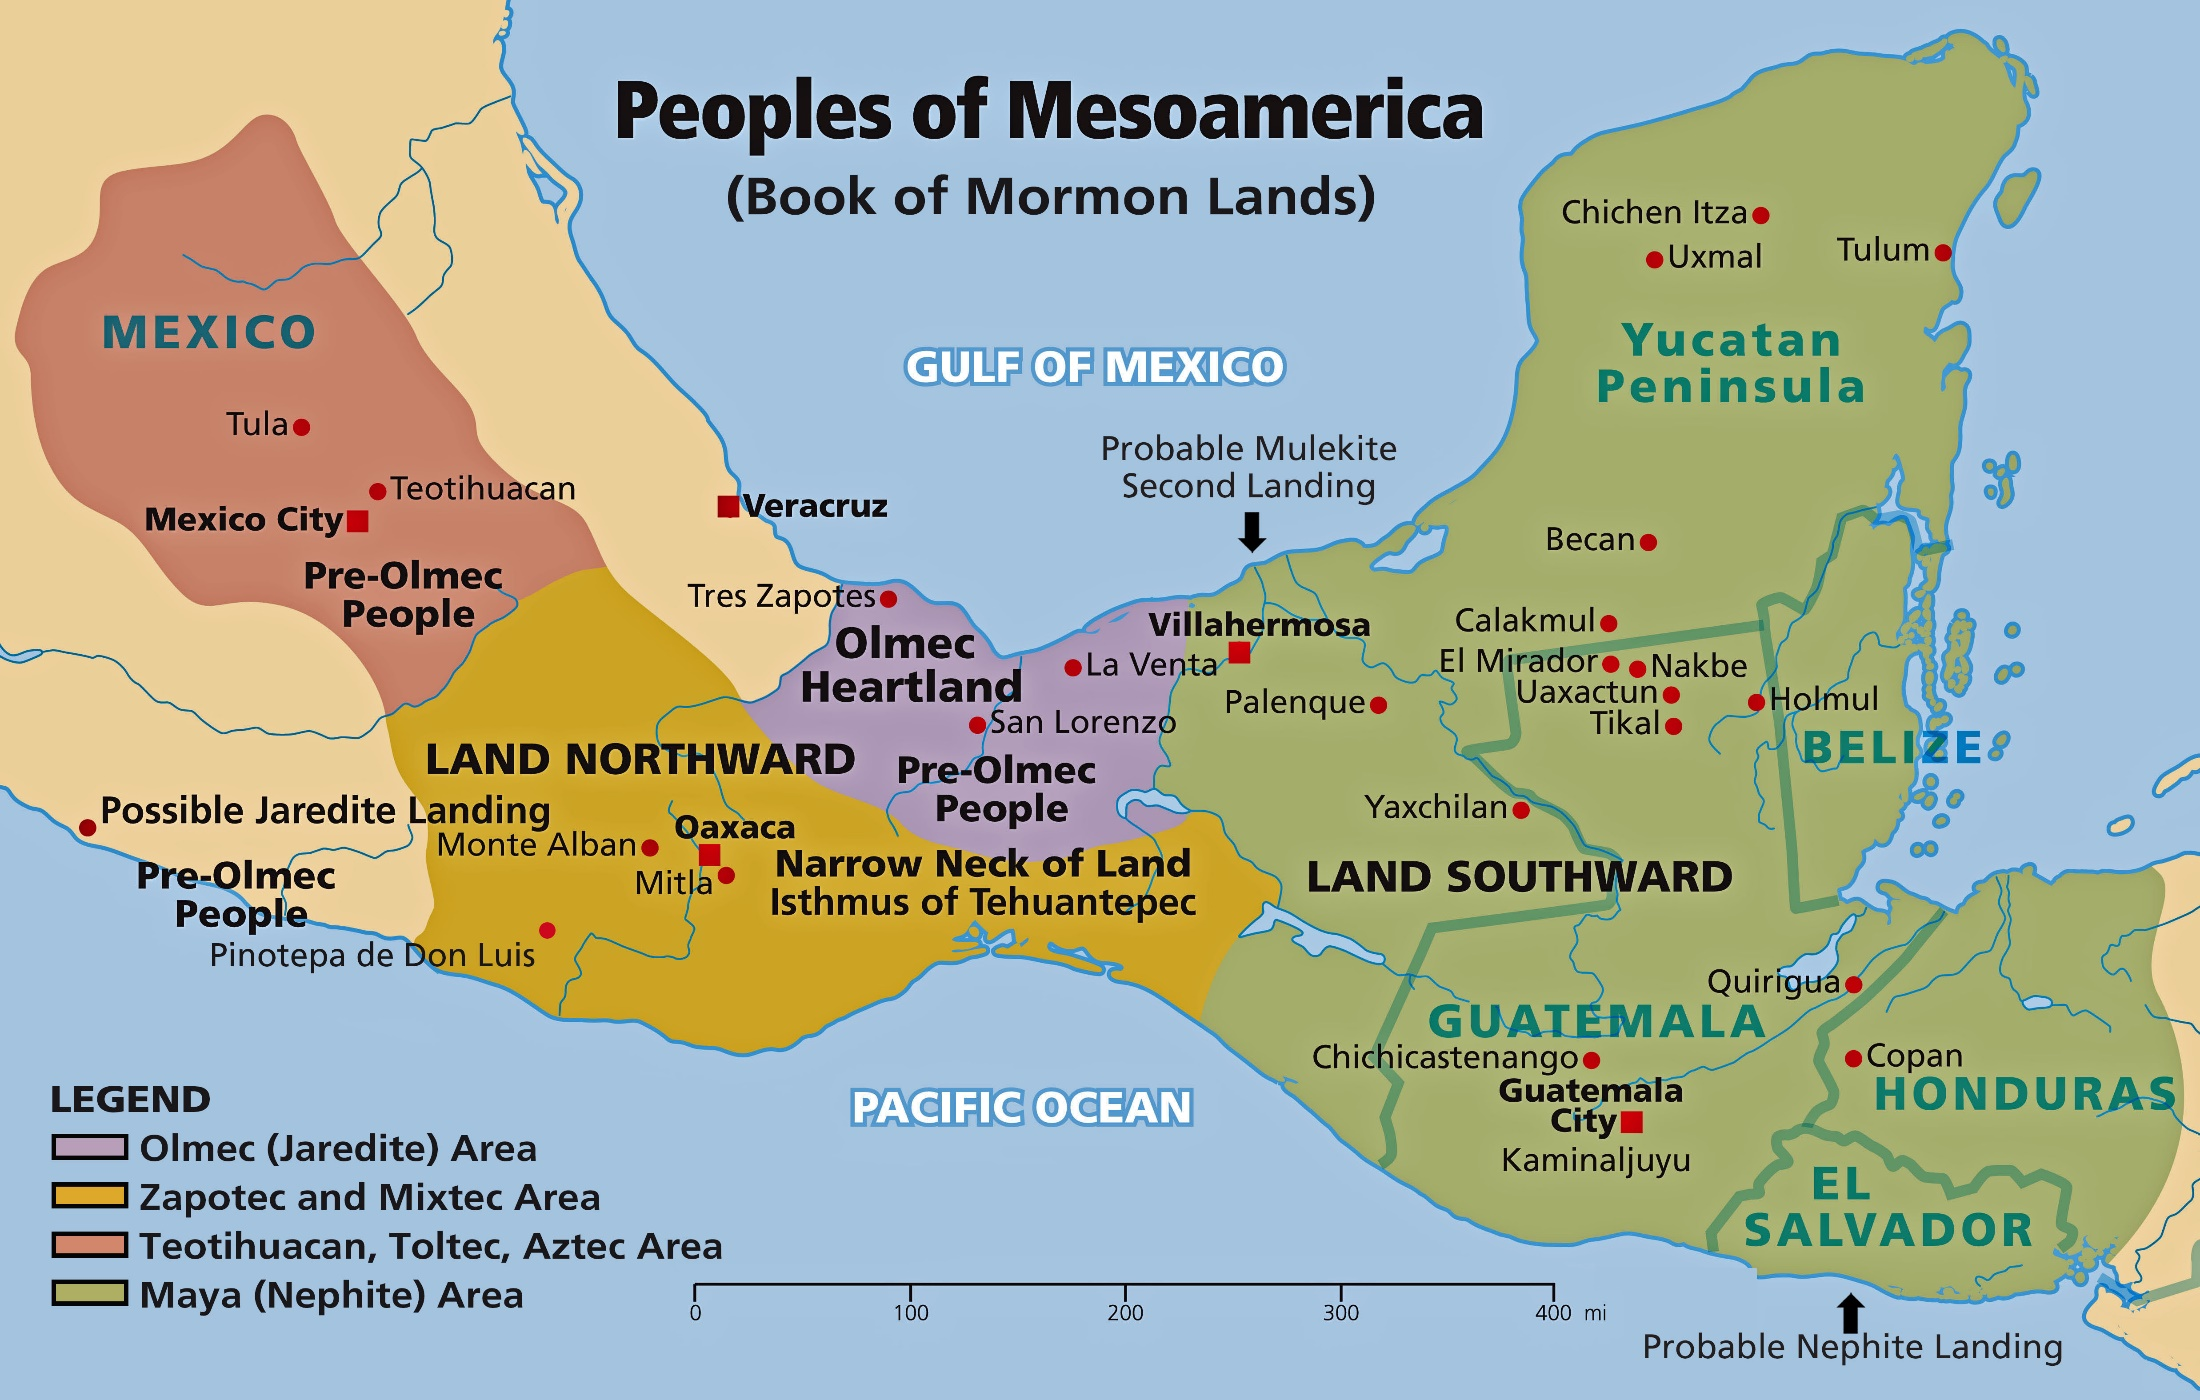 Peoples of Mesoamerica
(Book of Mormon Lands)
Chichen Itza
Uxmal
Tulum
MEXICO
Yucatan
Peninsula
GULF OF MEXICO
Tula
Probable Mulekite
Second Landing
Teotihuacan
Mexico City
Veracruz
Becan
Pre-Olmec
People
Tres Zapotes
Villahermosa
Calakmul
Olmec
Heartland
La Venta
El Mirador
Nakbe
Uaxactun
Palenque
Holmul
San Lorenzo
Tikal
LAND NORTHWARD
BELIZE
Pre-Olmec
People
Possible Jaredite Landing
Yaxchilan
Monte Alban
Oaxaca
Mitla
Narrow Neck of Land
Isthmus of Tehuantepec
LAND SOUTHWARD
Pre-Olmec
People
Pinotepa de Don Luis
Quirigua
GUATEMALA
Chichicastenango
Copan
Guatemala
City
HONDURAS
PACIFIC OCEAN
Kaminaljuyu
EL
SALVADOR
LEGEND
Olmec (Jaredite) Area
Zapotec and Mixtec Area
Teotihuacan, Toltec, Aztec Area
Maya (Nephite) Area
0 100 200 300 400 mi
Probable Nephite Landing